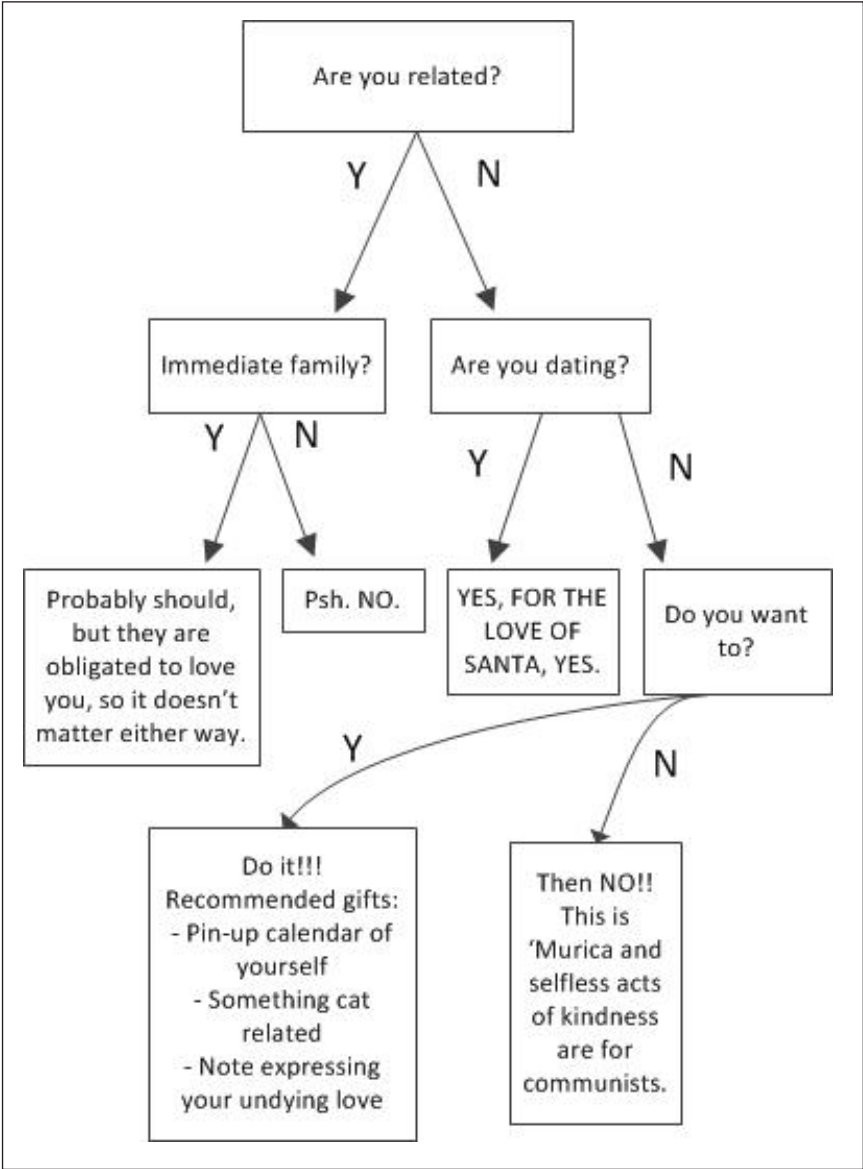 Are you related?
Y
N
Immediate family?
Are you dating?
Y
N
Y
N
Probably should,
but they are
obligated to love
you, so it doesn't
matter either way.
Psh. NO.
YES, FOR THE
LOVE OF
SANTA, YES.
Do you want
to?
Y
N
Do it!!!
Recommended gifts:
- Pin-up calendar of
yourself
- Something cat
related
- Note expressing
your undying love
Then NO!!
This is
‘Murica and
selfless acts
of kindness
are for
communists.